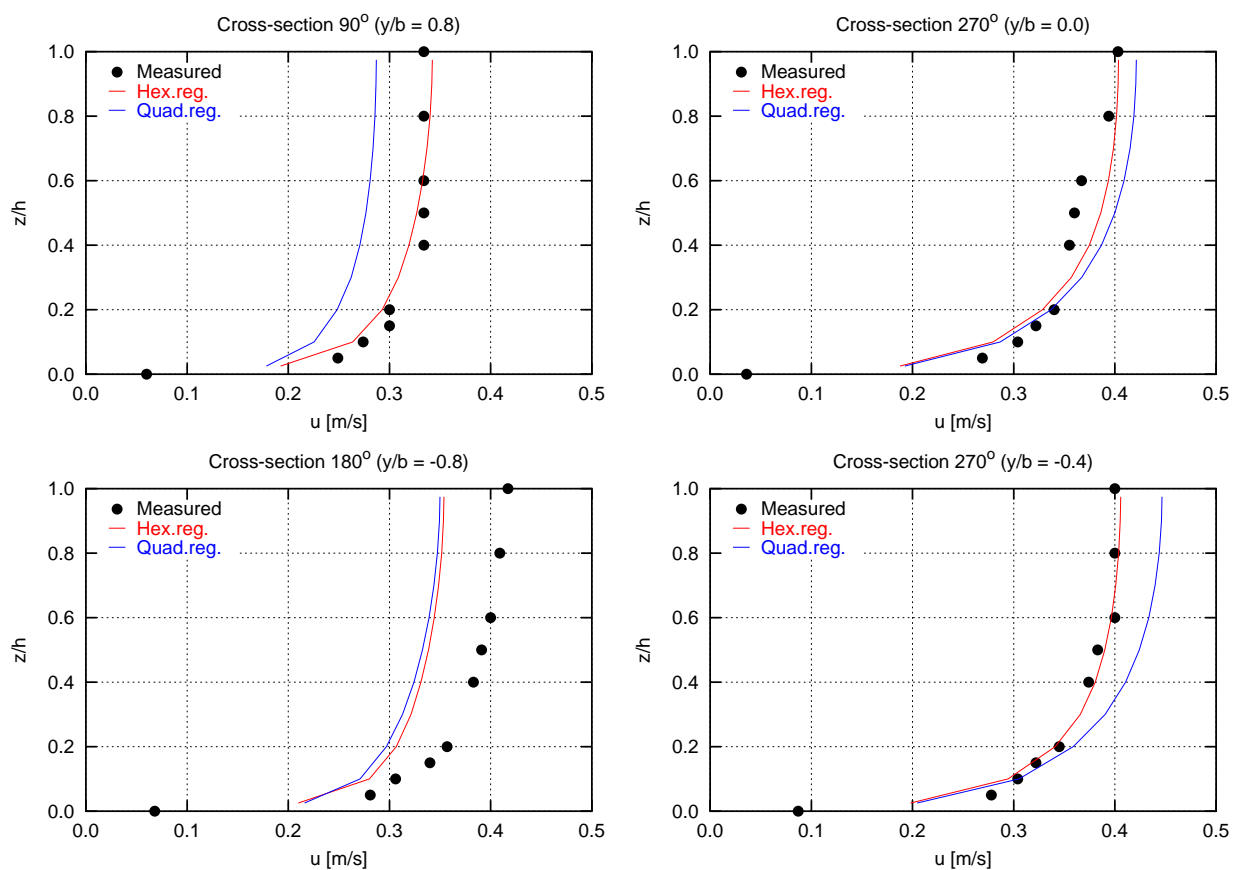 Cross-section 90° (y/b = 0.8)
1.0
0.8
0.6
0.4
0.2
0.0
z/h
Measured
Hex.reg.
Quad.reg.
0.0 0.1 0.2 0.3 0.4 0.5
u [m/s]
Cross-section 270° (y/b = 0.0)
1.0
0.8
0.6
0.4
0.2
0.0
z/h
Measured
Hex.reg.
Quad.reg.
0.0 0.1 0.2 0.3 0.4 0.5
u [m/s]
Cross-section 180° (y/b = -0.8)
1.0
0.8
0.6
0.4
0.2
0.0
z/h
Measured
Hex.reg.
Quad.reg.
0.0 0.1 0.2 0.3 0.4 0.5
u [m/s]
Cross-section 270° (y/b = -0.4)
1.0
0.8
0.6
0.4
0.2
0.0
z/h
Measured
Hex.reg.
Quad.reg.
0.0 0.1 0.2 0.3 0.4 0.5
u [m/s]